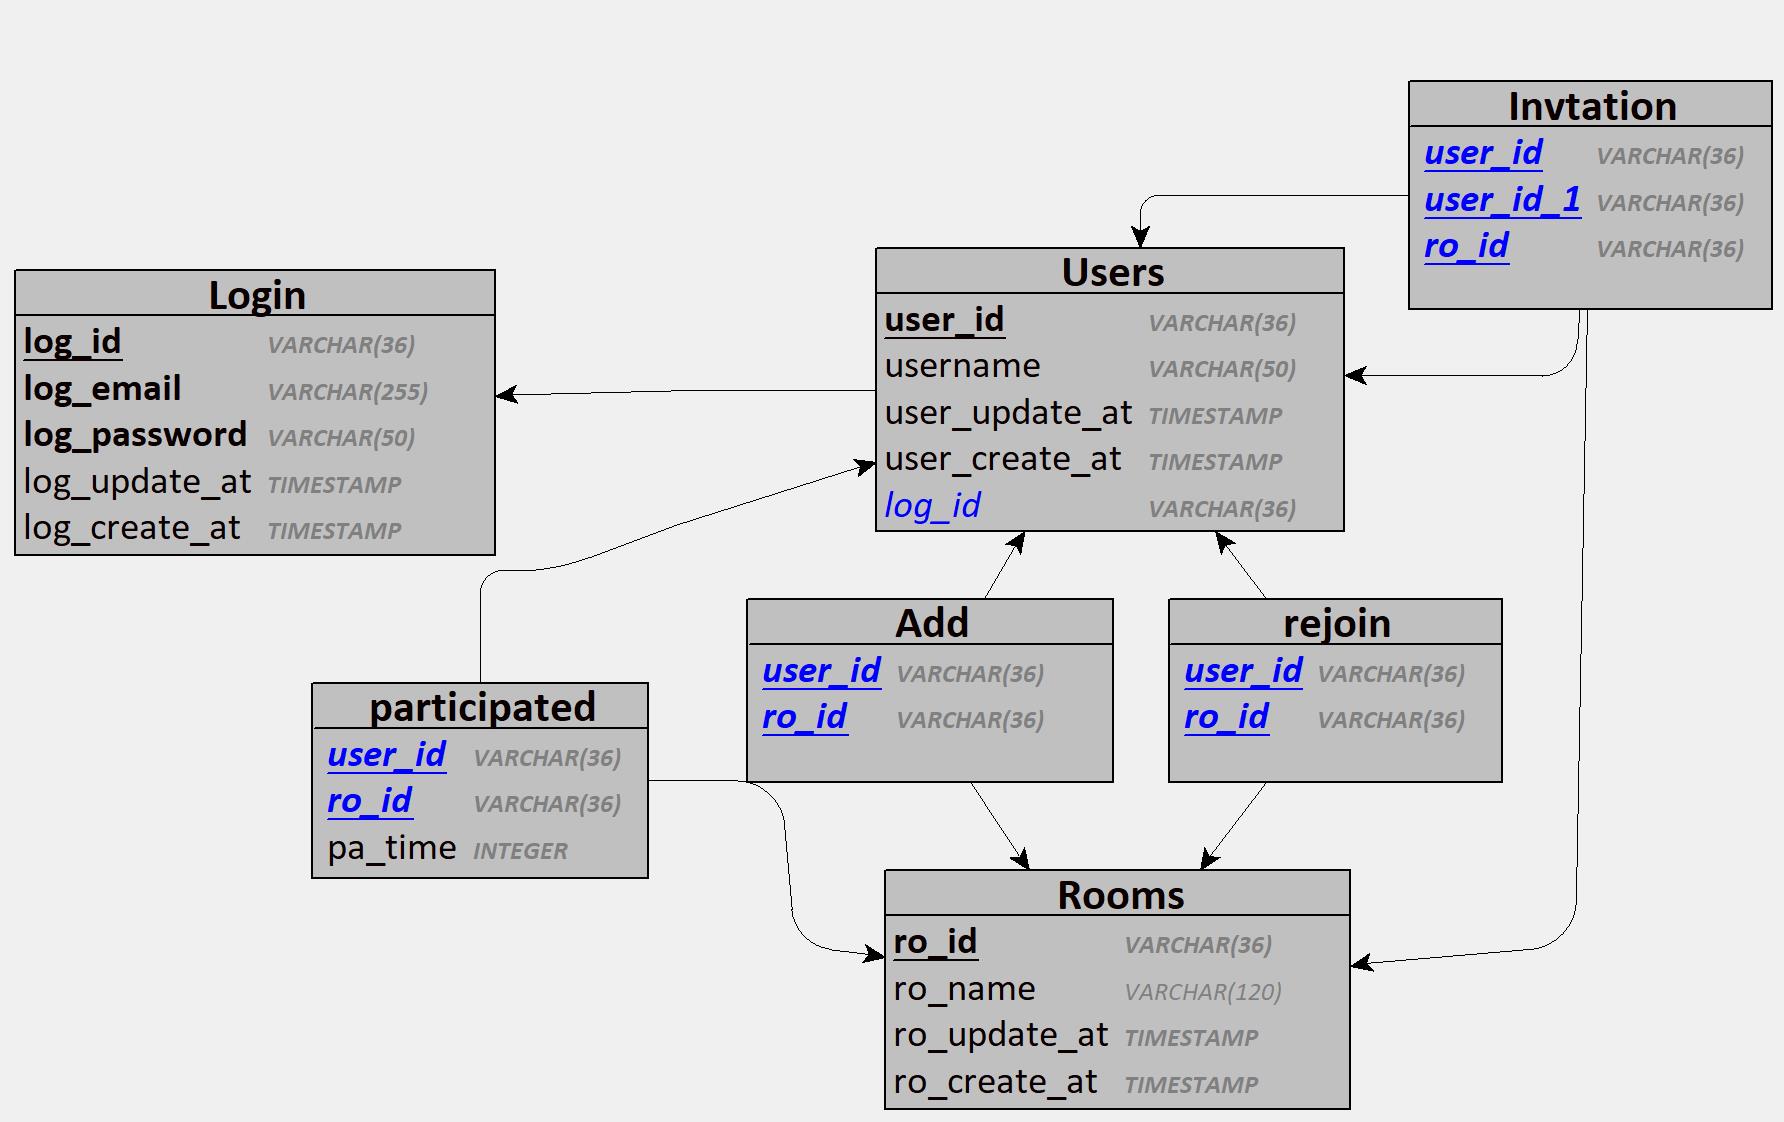 Invtation
user_id VARCHAR(36)
user_id_1 VARCHAR(36)
ro_id VARCHAR(36)
Users
user_id VARCHAR(36)
username VARCHAR(50)
user_update_at TIMESTAMP
user_create_at TIMESTAMP
log_id VARCHAR(36)
Login
log_id VARCHAR(36)
log_email VARCHAR(255)
log_password VARCHAR(50)
log_update_at TIMESTAMP
log_create_at TIMESTAMP
Add
user_id VARCHAR(36)
ro_id VARCHAR(36)
rejoin
user_id VARCHAR(36)
ro_id VARCHAR(36)
participated
user_id VARCHAR(36)
ro_id VARCHAR(36)
pa_time INTEGER
Rooms
ro_id VARCHAR(36)
ro_name VARCHAR(120)
ro_update_at TIMESTAMP
ro_create_at TIMESTAMP